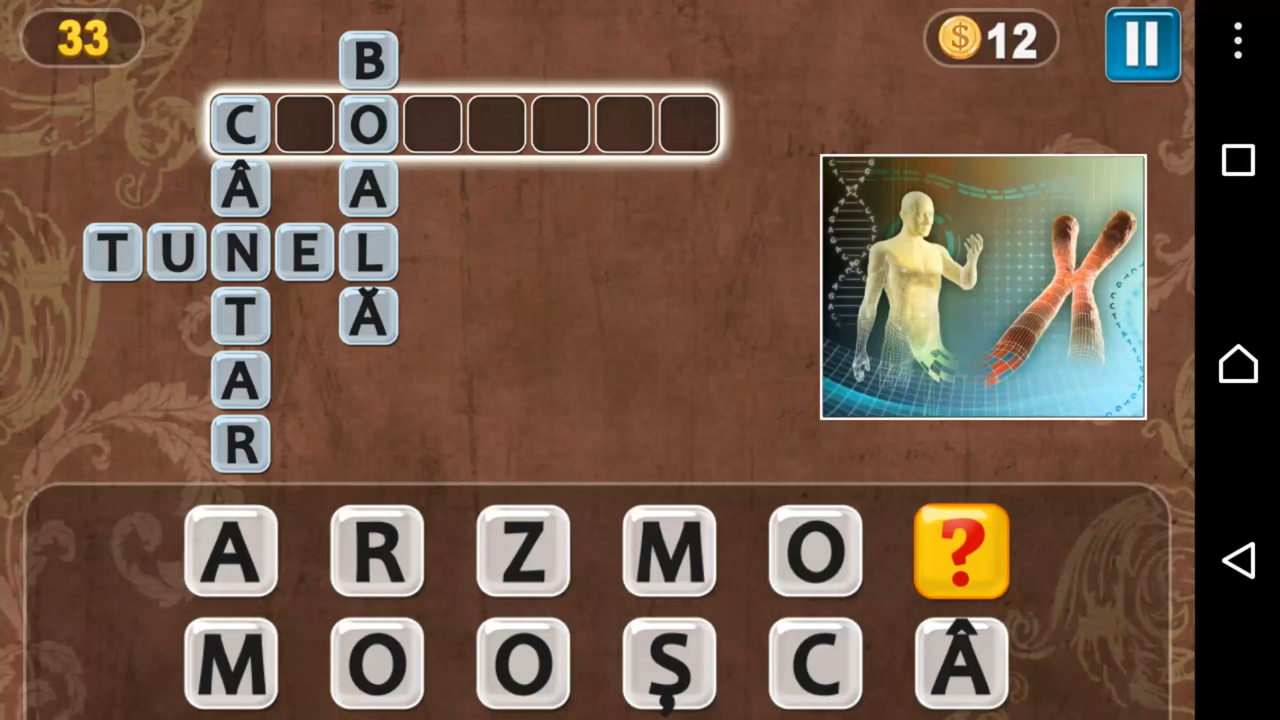 33
12
B
C O
Â A
TUNEL
T Ă
A
R
A R Z M O ?
M O O Ş C Â